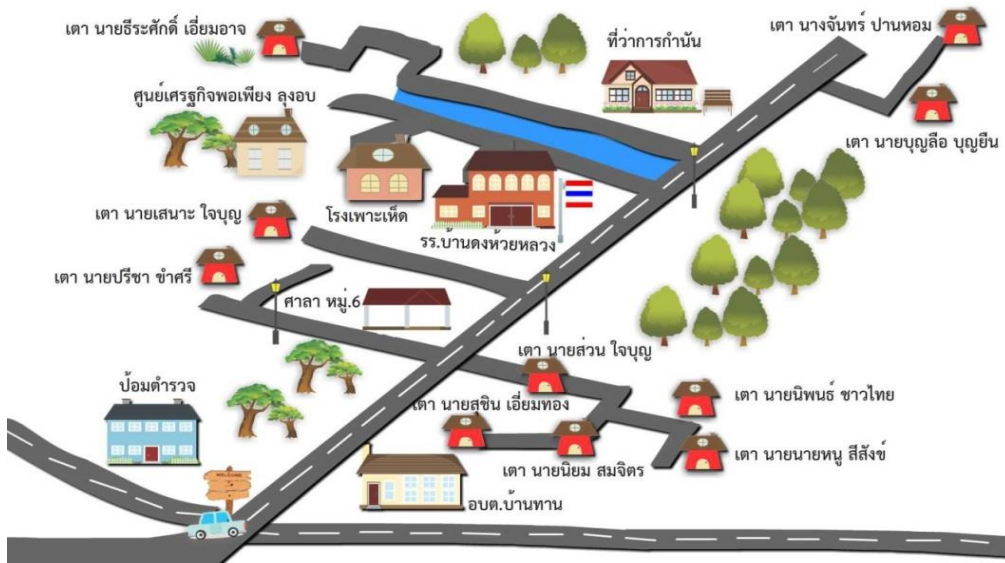 เตา นายธีระศักดิ์ เอี่ยมอาจ
ที่ว่าการกำนัน
เตา นางจันทร์ ปานหอม
ศูนย์เศรษฐกิจพอเพียง ลุงอบ
เตา นายบุญลือ บุญยืน
เตา นายเสนาะ ใจบุญ
โรงเพาะเห็ด
รร.บ้านดงห้วยหลวง
เตา นายปรีชา ขำศรี
ศาลา หมู่.6
เตา นายส่วน ใจบุญ
ป้อมตำรวจ
เตา นายนิพนธ์ ชาวไทย
เตา นายสุชิน เอี่ยมทอง
เตา นายนายหนู สีสังข์
เตา นายนิยม สมจิตร
WELCOME
อบต.บ้านทาน